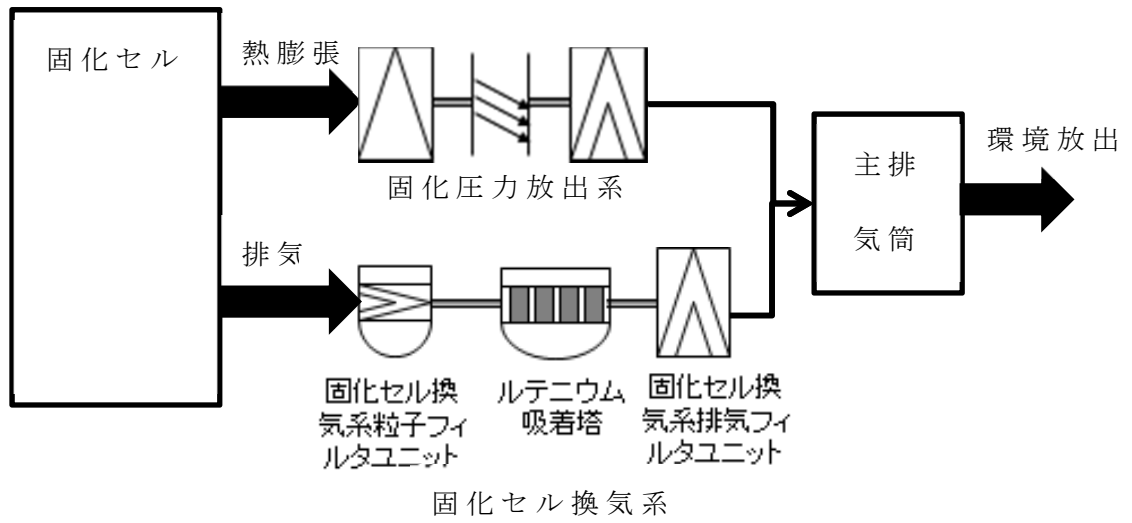 固化セル
熱膨張
固化圧力放出系
排気
固化セル換
気系粒子フィ
ルタユニット
ルテニウム
吸着塔
固化セル換
気系排気フィ
ルタユニット
固化セル換気系
主排
気筒
環境放出